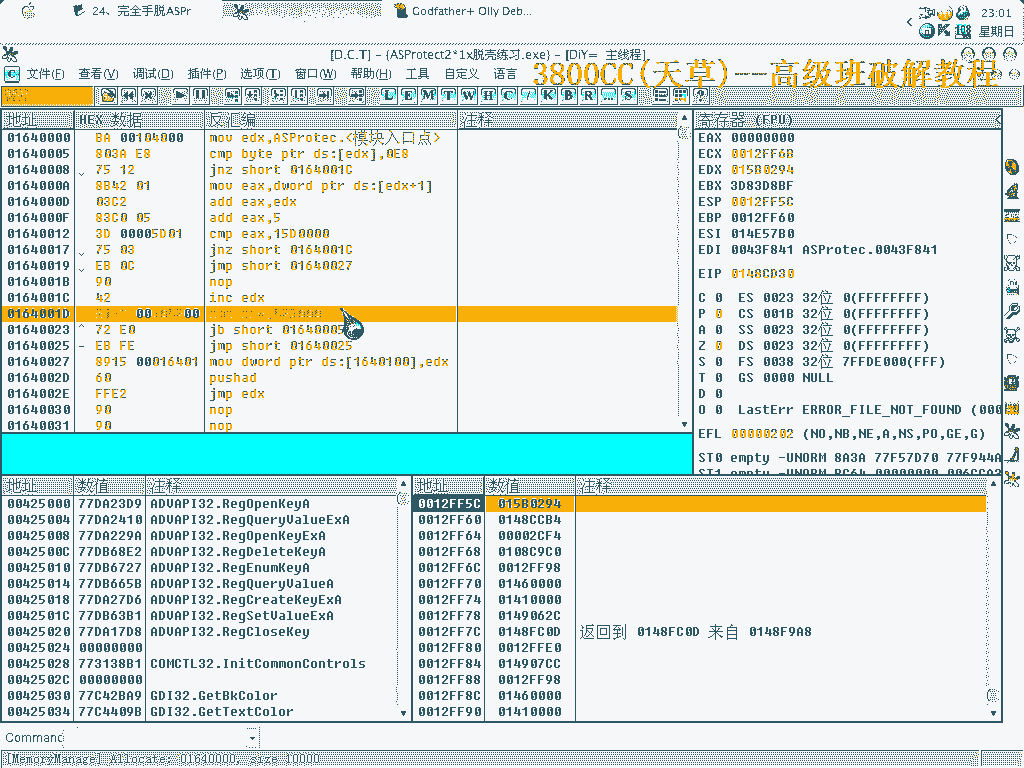 24、完全手脱ASPr
Godfather+ Olly Deb...
23:01
星期日
[D.C.T] - {ASProtect2*1x脱壳练习.exe} - [DiY= 主线程]
文件(F) 查看(V) 调试(D) 插件(P) 选项(T) 窗口(W) 帮助(H) 工具 自定义 语言
3800CC(天草)---高级班破解教程
L E M T W H C / K B R ... S
地址 HEX 数据 反汇编 注释
01640000 BA 00104000 mov edx,ASProtec.<模块入口点>
01640005 803A E8 cmp byte ptr ds:[edx],0E8
01640008 75 12 jnz short 0164001C
0164000A 8B42 01 mov eax,dword ptr ds:[edx+1]
0164000D 03C2 add eax,edx
0164000F 83C0 05 add eax,5
01640012 3D 00005D01 cmp eax,15D0000
01640017 75 03 jnz short 0164001C
01640019 EB 0C jmp short 01640027
0164001B 90 nop
0164001C 42 inc edx
0164001D
01640023 72 E0 jb short 01640005
01640025 EB FE jmp short 01640025
01640027 8915 00016401 mov dword ptr ds:[1640100],edx
0164002D 60 pushad
0164002E FFE2 jmp edx
01640030 90 nop
01640031 90 nop
寄存器 (FPU)
EAX 00000000
ECX 0012FF6B
EDX 015B0294
EBX 3D83D8BF
ESP 0012FF5C
EBP 0012FF60
ESI 014E57B0
EDI 0043F841 ASProtec.0043F841
EIP 0148CD30
C 0 ES 0023 32位 0(FFFFFFFF)
P 0 CS 001B 32位 0(FFFFFFFF)
A 0 SS 0023 32位 0(FFFFFFFF)
Z 0 DS 0023 32位 0(FFFFFFFF)
S 0 FS 0038 32位 7FFDE000(FFF)
T 0 GS 0000 NULL
D 0
O 0 LastErr ERROR_FILE_NOT_FOUND (000
EFL 00000202 (NO,NB,NE,A,NS,PO,GE,G)
ST0 empty -UNORM 8A3A 77F57D70 77F944A
地址 数值 注释
00425000 77DA23D9 ADVAPI32.RegOpenKeyA
00425004 77DA2410 ADVAPI32.RegQueryValueExA
00425008 77DA229A ADVAPI32.RegOpenKeyExA
0042500C 77DB68E2 ADVAPI32.RegDeleteKeyA
00425010 77DB6727 ADVAPI32.RegEnumKeyA
00425014 77DB665B ADVAPI32.RegQueryValueA
00425018 77DA27D6 ADVAPI32.RegCreateKeyExA
0042501C 77DB63B1 ADVAPI32.RegSetValueExA
00425020 77DA17D8 ADVAPI32.RegCloseKey
00425024 00000000
00425028 773138B1 COMCTL32.InitCommonControls
0042502C 00000000
00425030 77C42BA9 GDI32.GetBkColor
00425034 77C4409B GDI32.GetTextColor
地址 数值 注释
0012FF5C 015B0294
0012FF60 0148CCB4
0012FF64 00002CF4
0012FF68 0108C9C0
0012FF6C 0012FF98
0012FF70 01460000
0012FF74 01410000
0012FF78 0149062C
0012FF7C 0148FC0D 返回到 0148FC0D 来自 0148F9A8
0012FF80 0012FFE0
0012FF84 014907CC
0012FF88 0012FF98
0012FF8C 01460000
0012FF90 01410000
Command
[MemoryManage] Allocate: 01640000, size 10000